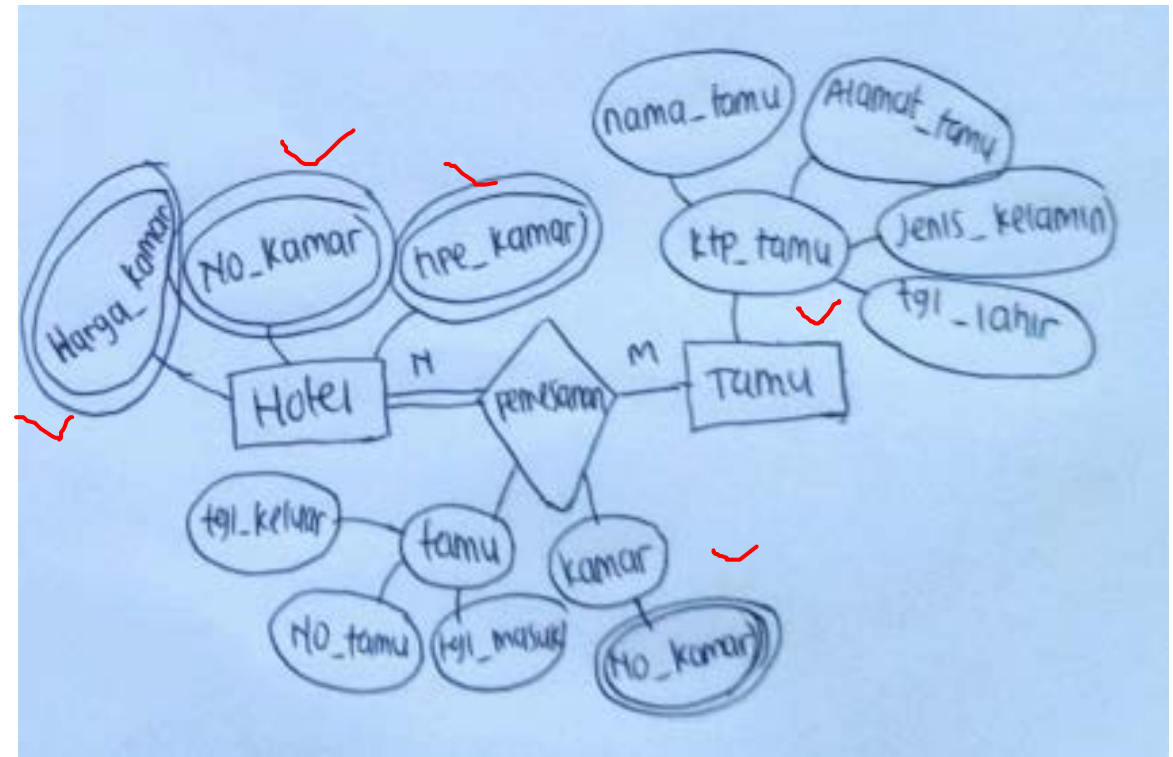 nama_tamu
Alamat_tamu
Harga_kamar
No_kamar
tipe_kamar
ktp_tamu
Jenis_kelamin
tgl_lahir
N
M
Hotel
pemesanan
Tamu
tgl_keluar
tamu
kamar
No_tamu
tgl_masuk
No_kamar